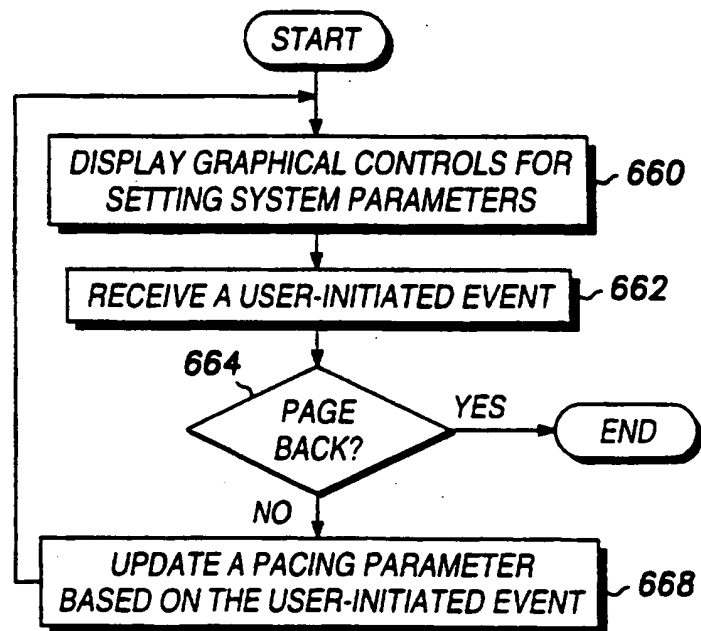 START
DISPLAY GRAPHICAL CONTROLS FOR
SETTING SYSTEM PARAMETERS
660
RECEIVE A USER-INITIATED EVENT
662
664
PAGE
BACK?
YES
END
NO
UPDATE A PACING PARAMETER
BASED ON THE USER-INITIATED EVENT
668